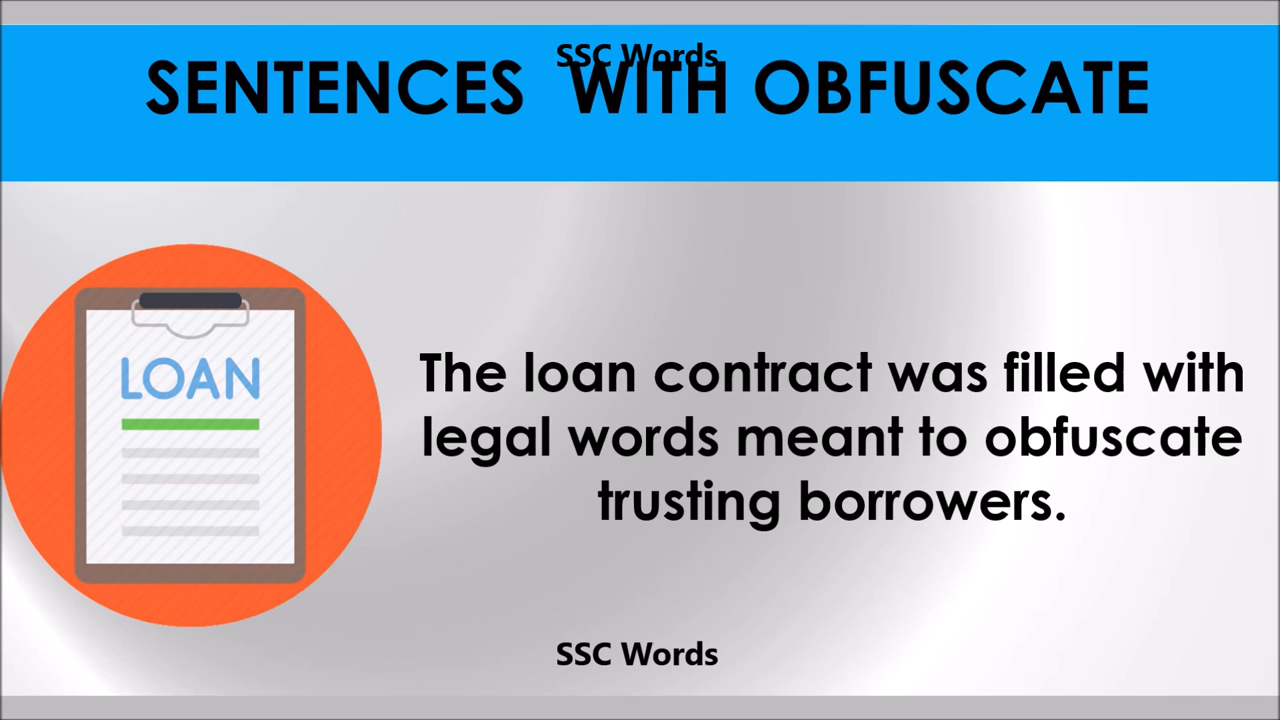 SSC Words
SENTENCES WITH OBFUSCATE
LOAN
The loan contract was filled with
legal words meant to obfuscate
trusting borrowers.
SSC Words